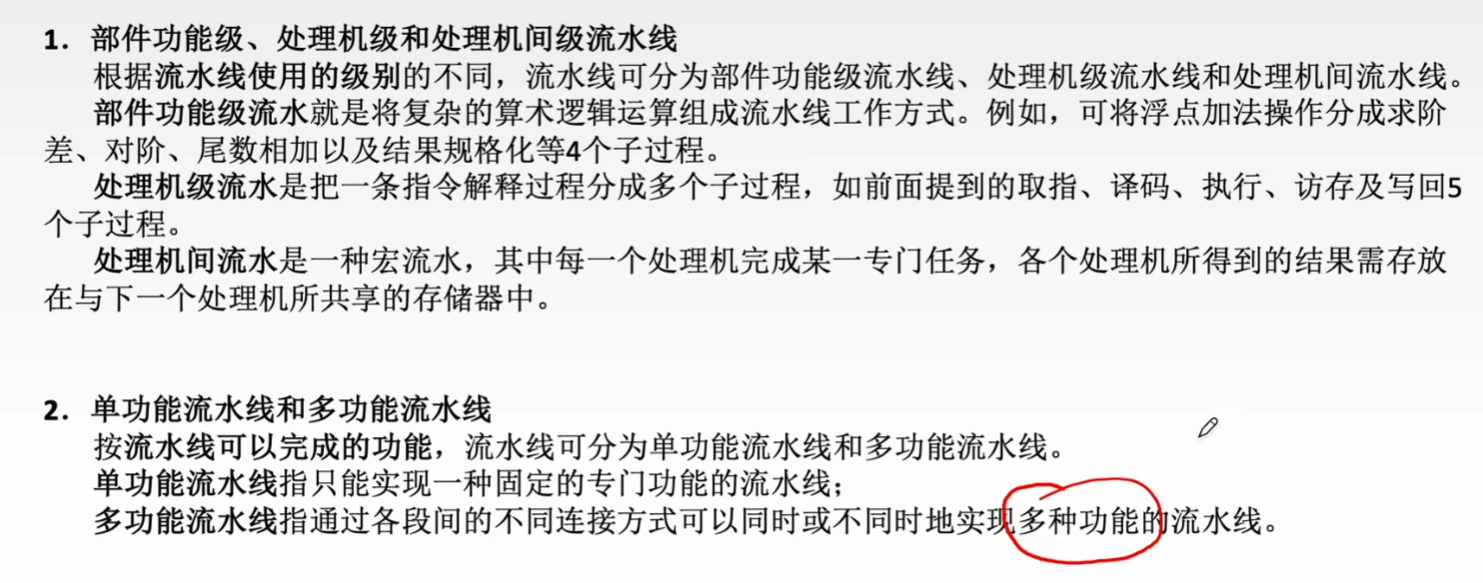 1. 部件功能级、处理机级和处理机间级流水线
根据流水线使用的级别的不同，流水线可分为部件功能级流水线、处理机级流水线和处理机间流水线。
部件功能级流水就是将复杂的算术逻辑运算组成流水线工作方式。例如，可将浮点加法操作分成求阶
差、对阶、尾数相加以及结果规格化等4个子过程。
处理机级流水是把一条指令解释过程分成多个子过程，如前面提到的取指、译码、执行、访存及写回5
个子过程。
处理机间流水是一种宏流水，其中每一个处理机完成某一专门任务，各个处理机所得到的结果需存放
在与下一个处理机所共享的存储器中。
2. 单功能流水线和多功能流水线
按流水线可以完成的功能，流水线可分为单功能流水线和多功能流水线。
单功能流水线指只能实现一种固定的专门功能的流水线；
多功能流水线指通过各段间的不同连接方式可以同时或不同时地实现多种功能的流水线。